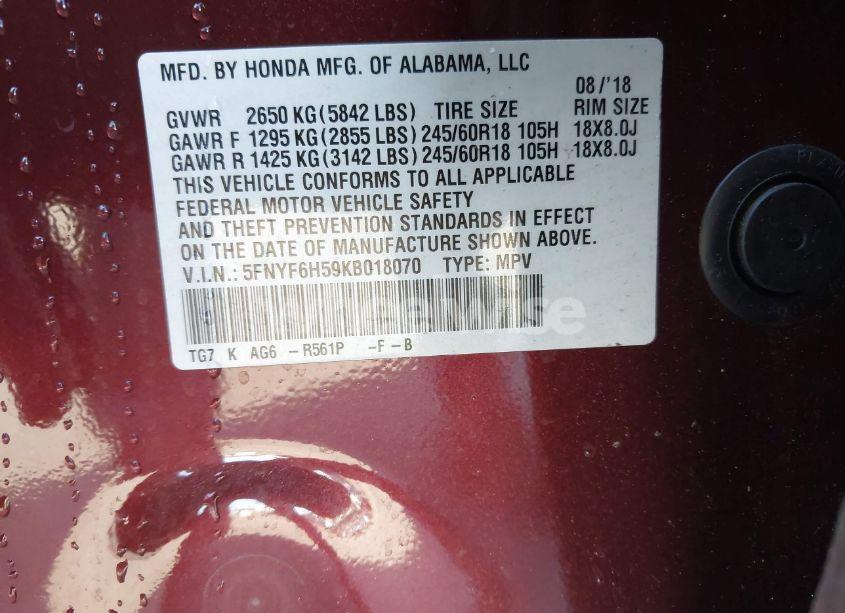 MFD. BY HONDA MFG. OF ALABAMA, LLC
08/'18
GVWR 2650 KG(5842 LBS) TIRE SIZE RIM SIZE
GAWR F 1295 KG(2855 LBS) 245/60R18 105H 18X8.0J
GAWR R 1425 KG(3142 LBS) 245/60R18 105H 18X8.0J
THIS VEHICLE CONFORMS TO ALL APPLICABLE
FEDERAL MOTOR VEHICLE SAFETY
AND THEFT PREVENTION STANDARDS IN EFFECT
ON THE DATE OF MANUFACTURE SHOWN ABOVE.
V.I.N.: 5FNYF6H59KB018070 TYPE: MPV
TG7 K AG6 -R561P -F-B